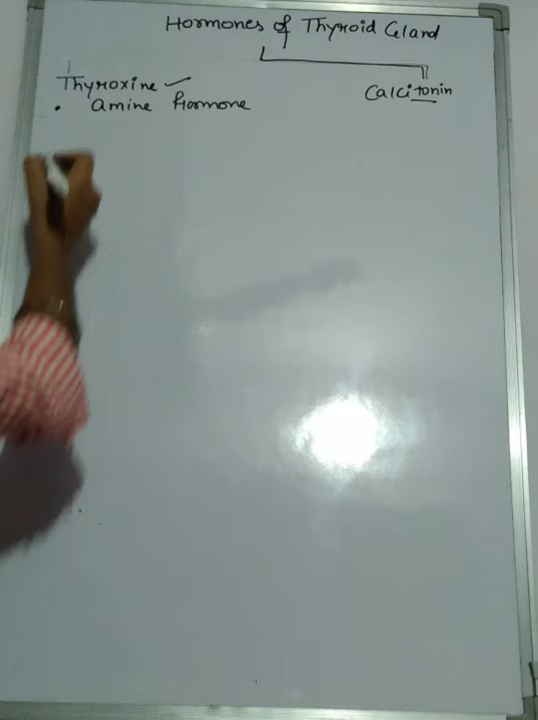 Hormones of Thyroid Gland
Thyroxine
Calcitonin
• Amine Hormone